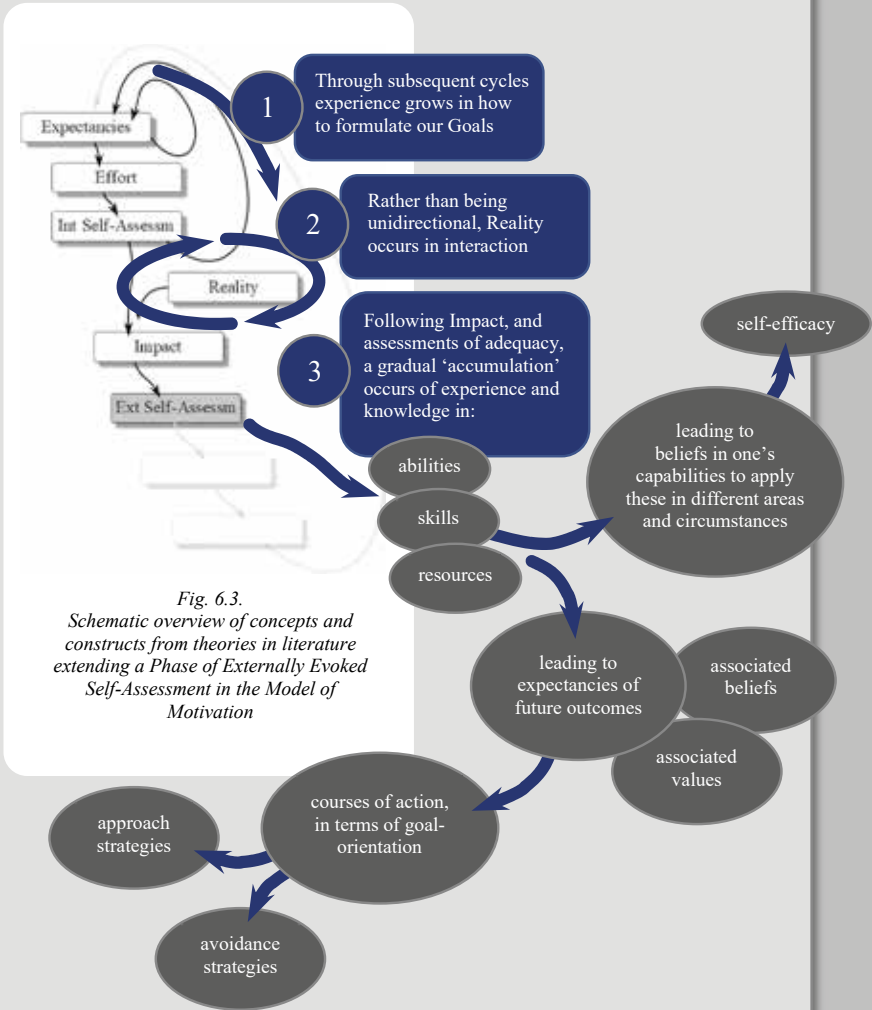 1
Through subsequent cycles
experience grows in how
to formulate our Goals
Expectancies
Effort
Int Self-Assessm
2
Rather than being
unidirectional, Reality
occurs in interaction
Reality
Impact
Ext Self-Assessm
3
Following Impact, and
assessments of adequacy,
a gradual ‘accumulation’
occurs of experience and
knowledge in:
abilities
skills
resources
leading to
beliefs in one’s
capabilities to apply
these in different areas
and circumstances
self-efficacy
Fig. 6.3.
Schematic overview of concepts and
constructs from theories in literature
extending a Phase of Externally Evoked
Self-Assessment in the Model of
Motivation
leading to
expectancies of
future outcomes
associated
beliefs
associated
values
courses of action,
in terms of goal-
orientation
approach
strategies
avoidance
strategies